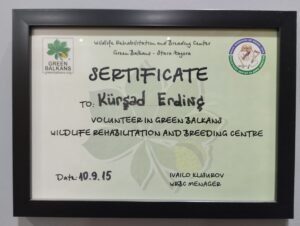 Wildlife Rehabilitation and Breeding Center
Green Balkans - Stara Zagora
GREEN
BALKANS
SERTIFICATE
TO: Kürşad Erdinş
VOLUNTEER IN GREEN BALKANS
WILDLIFE REHABILITATION AND BREEDING CENTRE
Date: 10.9.15
IVAILO KLISUROV
WRBC MENAGER